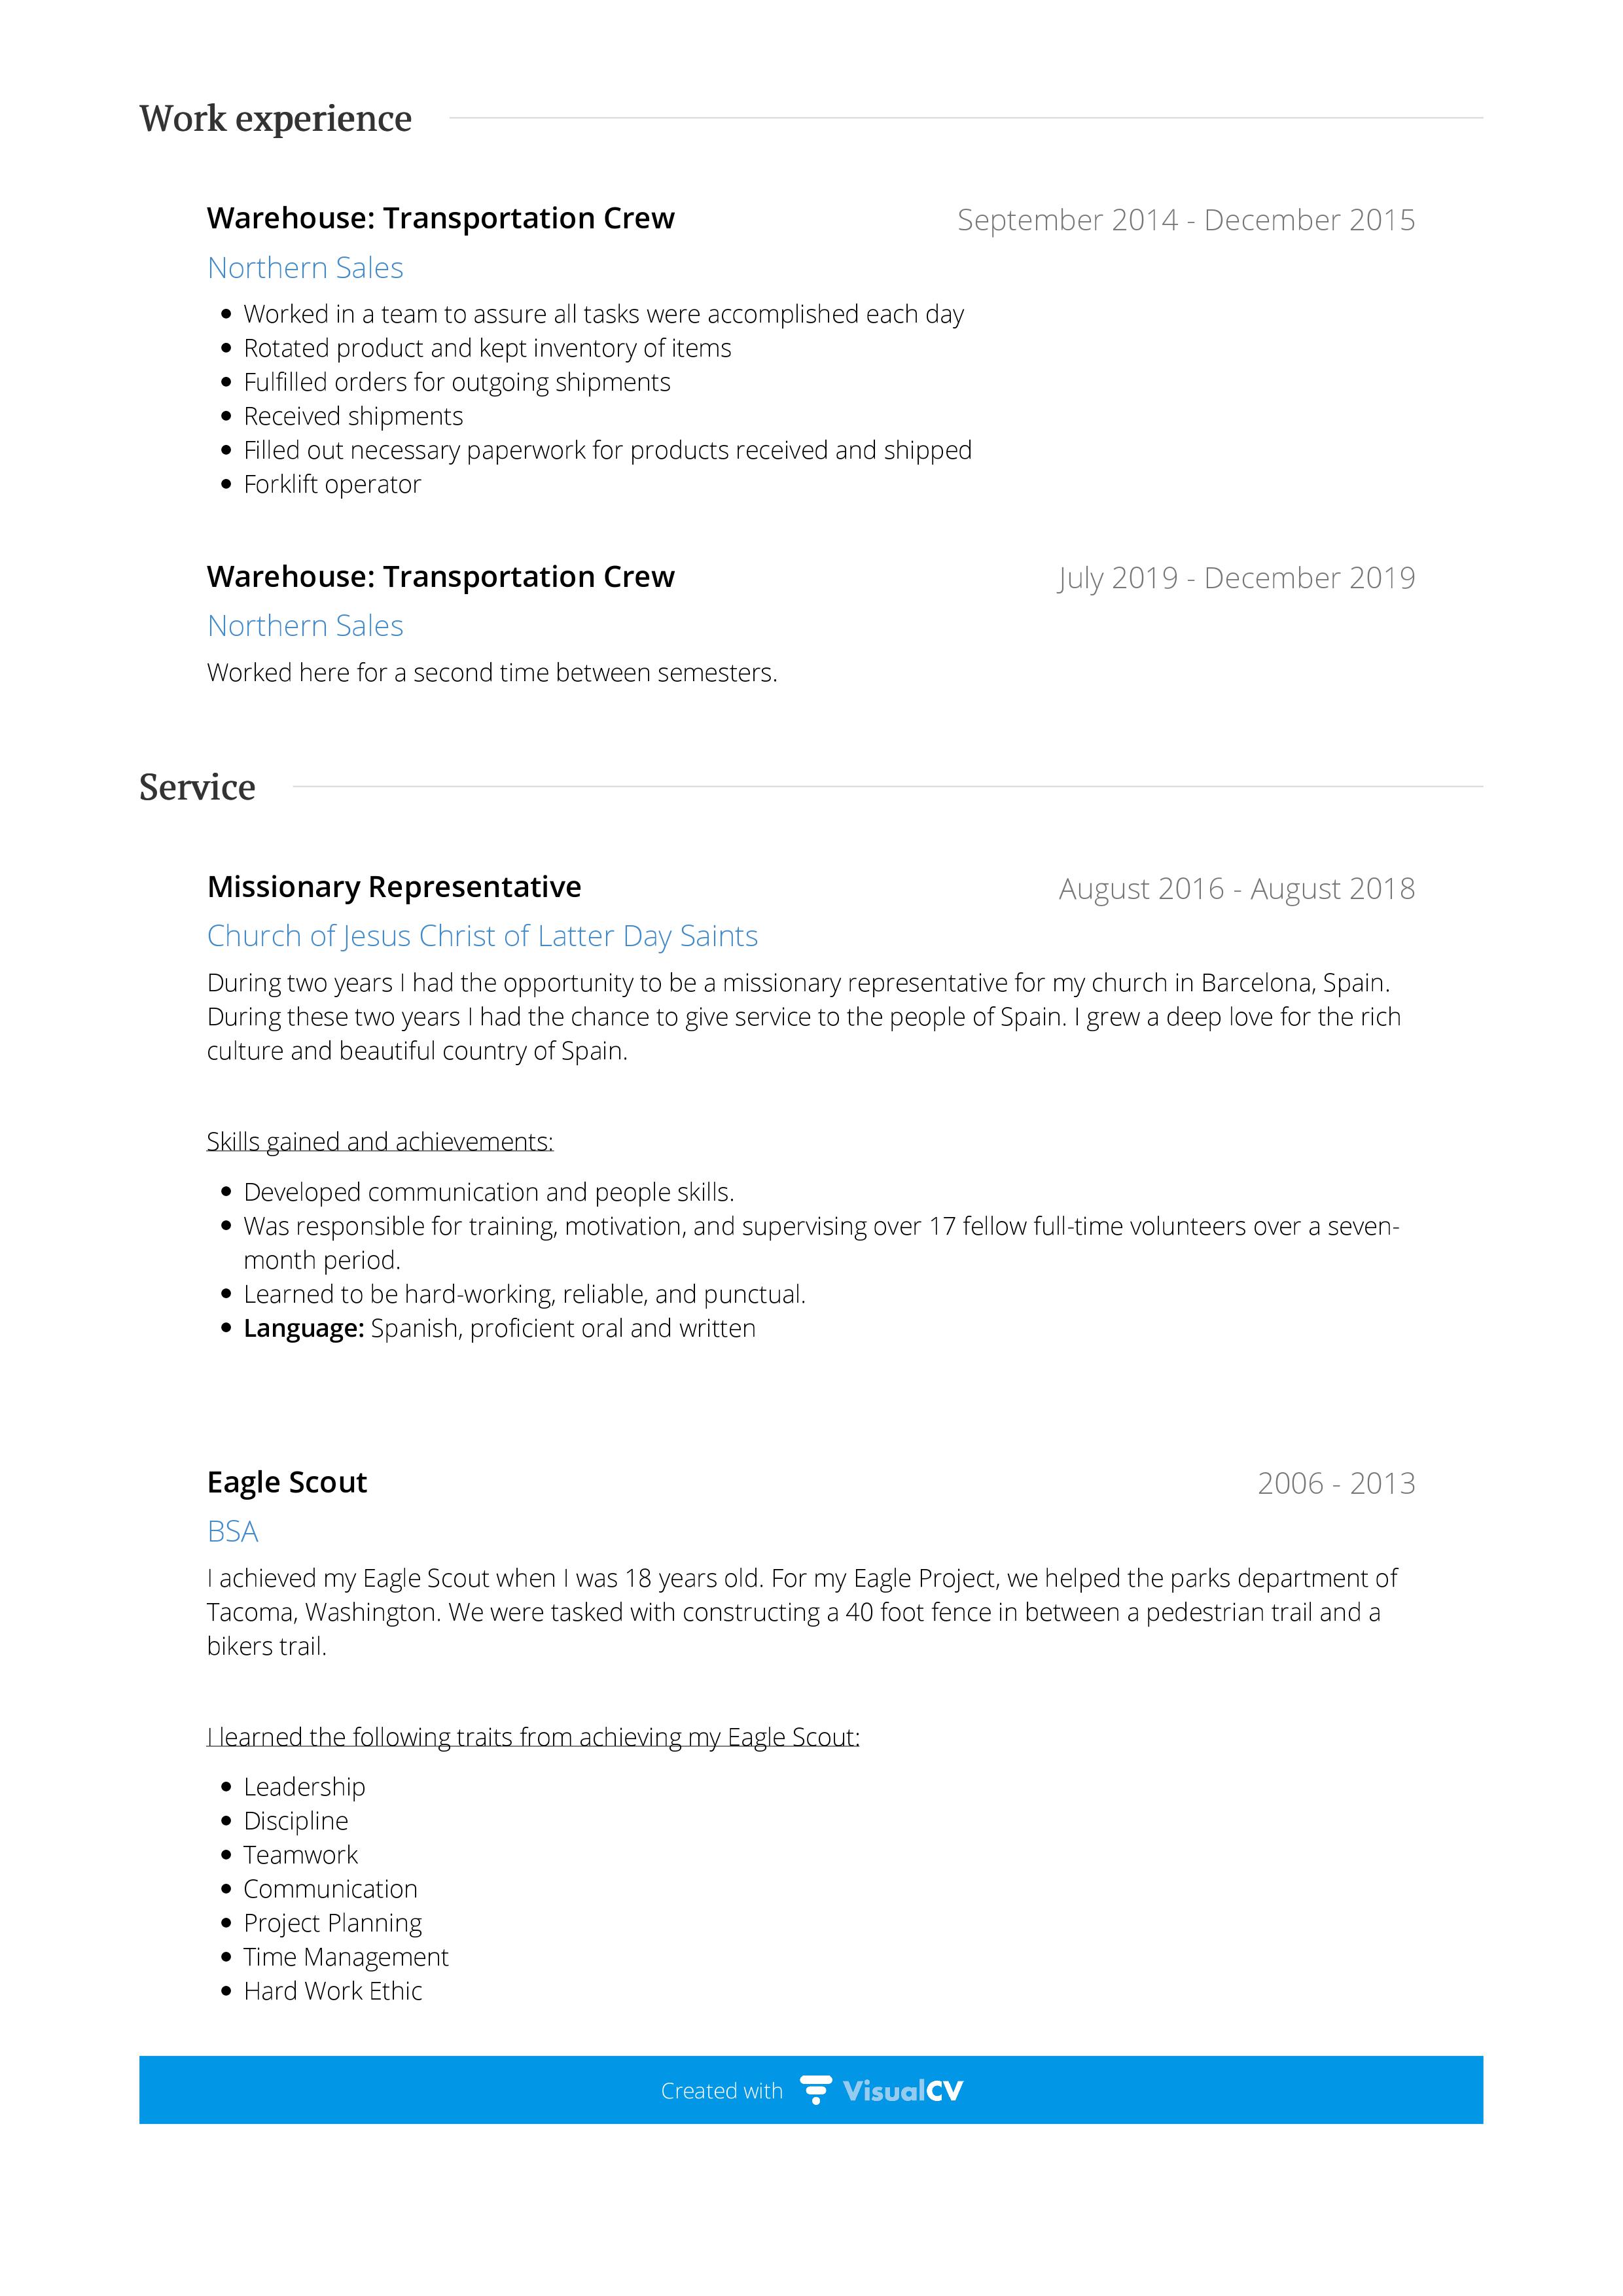 Work experience
Warehouse: Transportation Crew
September 2014 - December 2015
Northern Sales
• Worked in a team to assure all tasks were accomplished each day
• Rotated product and kept inventory of items
• Fulfilled orders for outgoing shipments
• Received shipments
• Filled out necessary paperwork for products received and shipped
• Forklift operator
Warehouse: Transportation Crew
July 2019 - December 2019
Northern Sales
Worked here for a second time between semesters.
Service
Missionary Representative
August 2016 - August 2018
Church of Jesus Christ of Latter Day Saints
During two years I had the opportunity to be a missionary representative for my church in Barcelona, Spain.
During these two years I had the chance to give service to the people of Spain. I grew a deep love for the rich
culture and beautiful country of Spain.
Skills gained and achievements:
• Developed communication and people skills.
• Was responsible for training, motivation, and supervising over 17 fellow full-time volunteers over a seven-
month period.
• Learned to be hard-working, reliable, and punctual.
• Language: Spanish, proficient oral and written
Eagle Scout
2006 - 2013
BSA
I achieved my Eagle Scout when I was 18 years old. For my Eagle Project, we helped the parks department of
Tacoma, Washington. We were tasked with constructing a 40 foot fence in between a pedestrian trail and a
bikers trail.
I learned the following traits from achieving my Eagle Scout:
• Leadership
• Discipline
• Teamwork
• Communication
• Project Planning
• Time Management
• Hard Work Ethic
Created with VisualCV